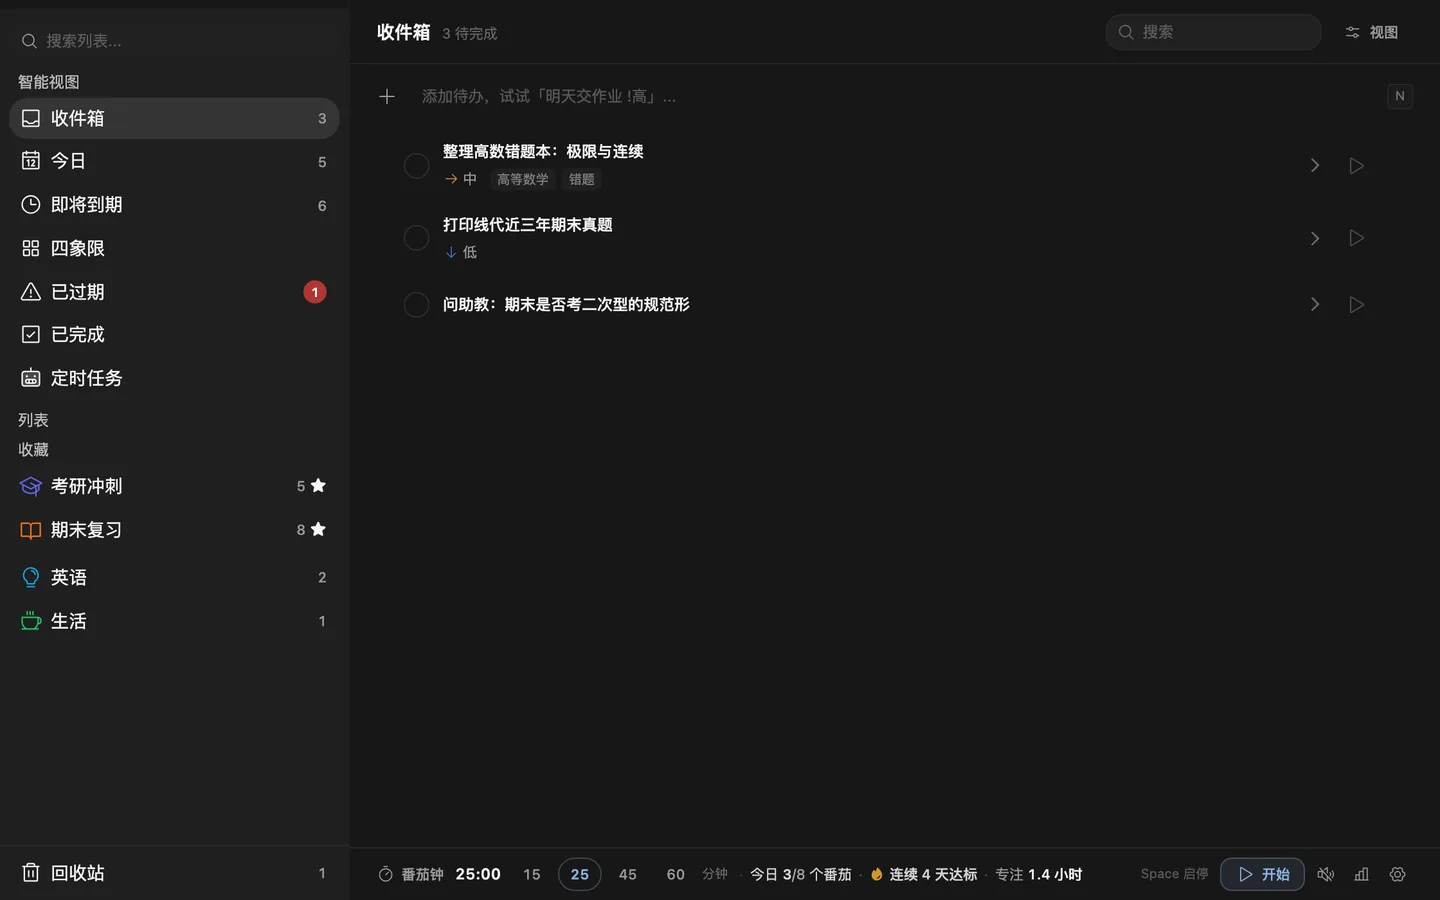 搜索列表...
智能视图
收件箱 3
今日 5
即将到期 6
四象限
已过期 1
已完成
定时任务
列表
收藏
考研冲刺 5
期末复习 8
英语 2
生活 1
回收站 1
收件箱 3 待完成
搜索
视图
添加待办，试试「明天交作业 !高」... N
整理高数错题本：极限与连续
中 高等数学 错题
打印线代近三年期末真题
低
问助教：期末是否考二次型的规范形
番茄钟 25:00 15 25 45 60 分钟 · 今日 3/8 个番茄 · 连续 4 天达标 · 专注 1.4 小时 Space 启停 开始